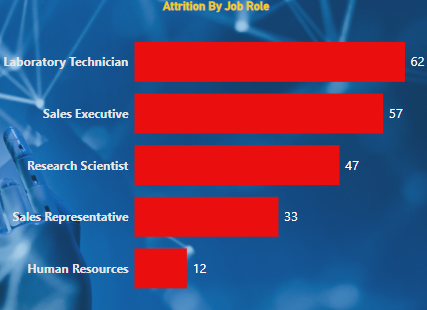 Attrition By Job Role
Laboratory Technician 62
Sales Executive 57
Research Scientist 47
Sales Representative 33
Human Resources 12